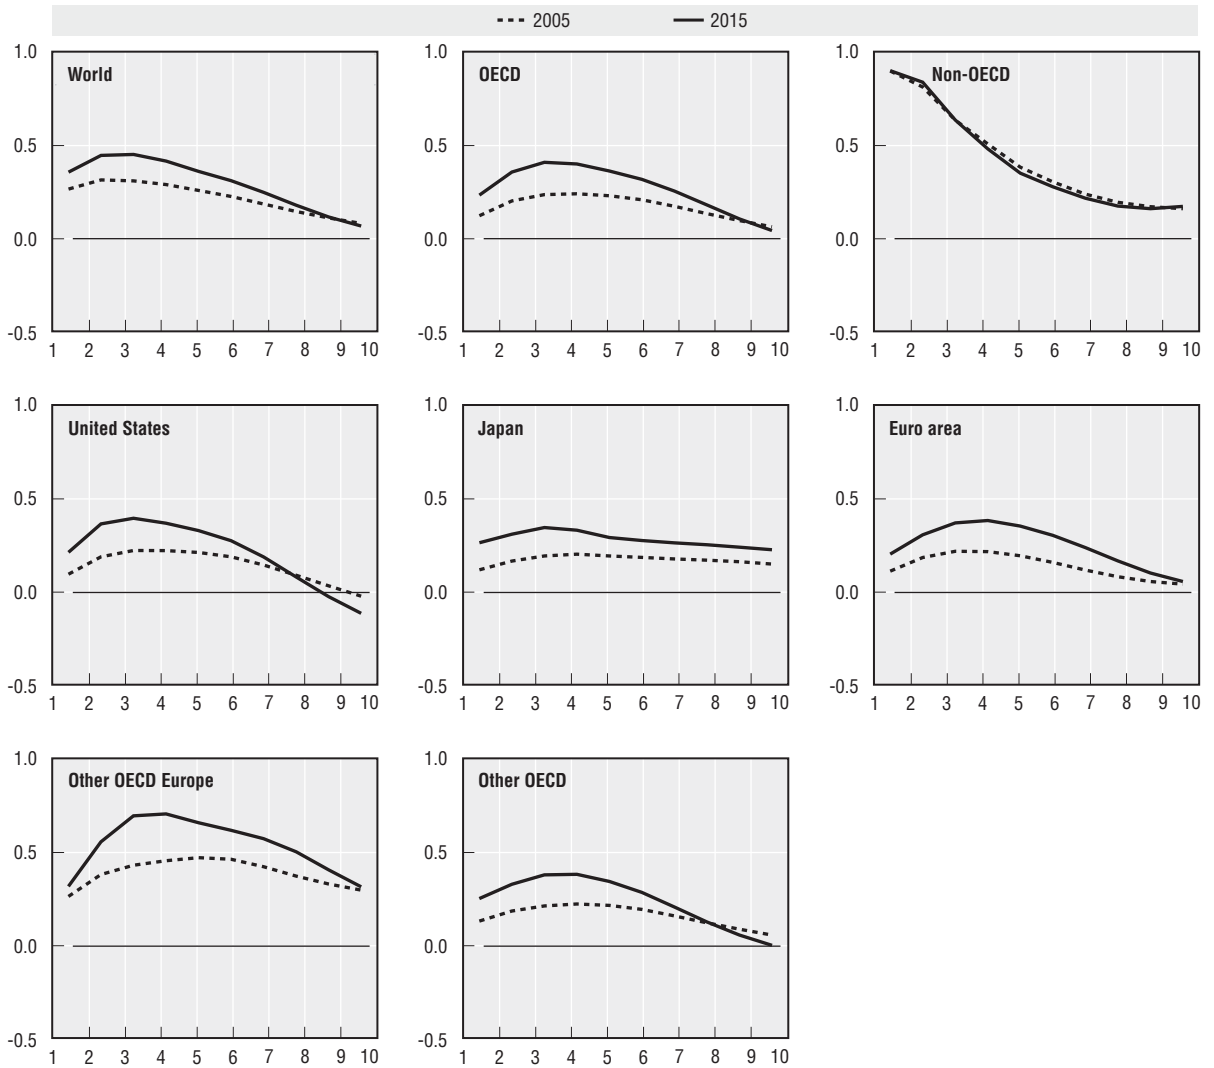 2005 2015
1.0 1.0 1.0
World OECD Non-OECD
0.5 0.5 0.5
0.0 0.0 0.0
-0.5 -0.5 -0.5
1 2 3 4 5 6 7 8 9 10 1 2 3 4 5 6 7 8 9 10 1 2 3 4 5 6 7 8 9 10
1.0 1.0 1.0
United States Japan Euro area
0.5 0.5 0.5
0.0 0.0 0.0
-0.5 -0.5 -0.5
1 2 3 4 5 6 7 8 9 10 1 2 3 4 5 6 7 8 9 10 1 2 3 4 5 6 7 8 9 10
1.0 1.0
Other OECD Europe Other OECD
0.5 0.5
0.0 0.0
-0.5 -0.5
1 2 3 4 5 6 7 8 9 10 1 2 3 4 5 6 7 8 9 10